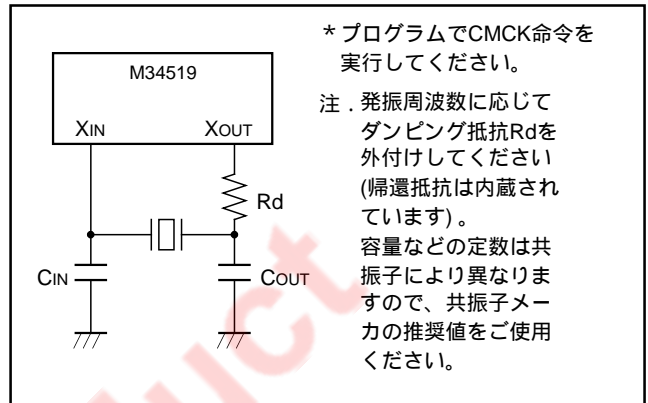 M34519
XIN
XOUT
Rd
CIN
COUT
*プログラムでCMCK命令を
実行してください。
注.発振周波数に応じて
ダンピング抵抗Rdを
外付けしてください
(帰還抵抗は内蔵され
ています)。
容量などの定数は共
振子により異なりま
すので、共振子メー
カの推奨値をご使用
ください。